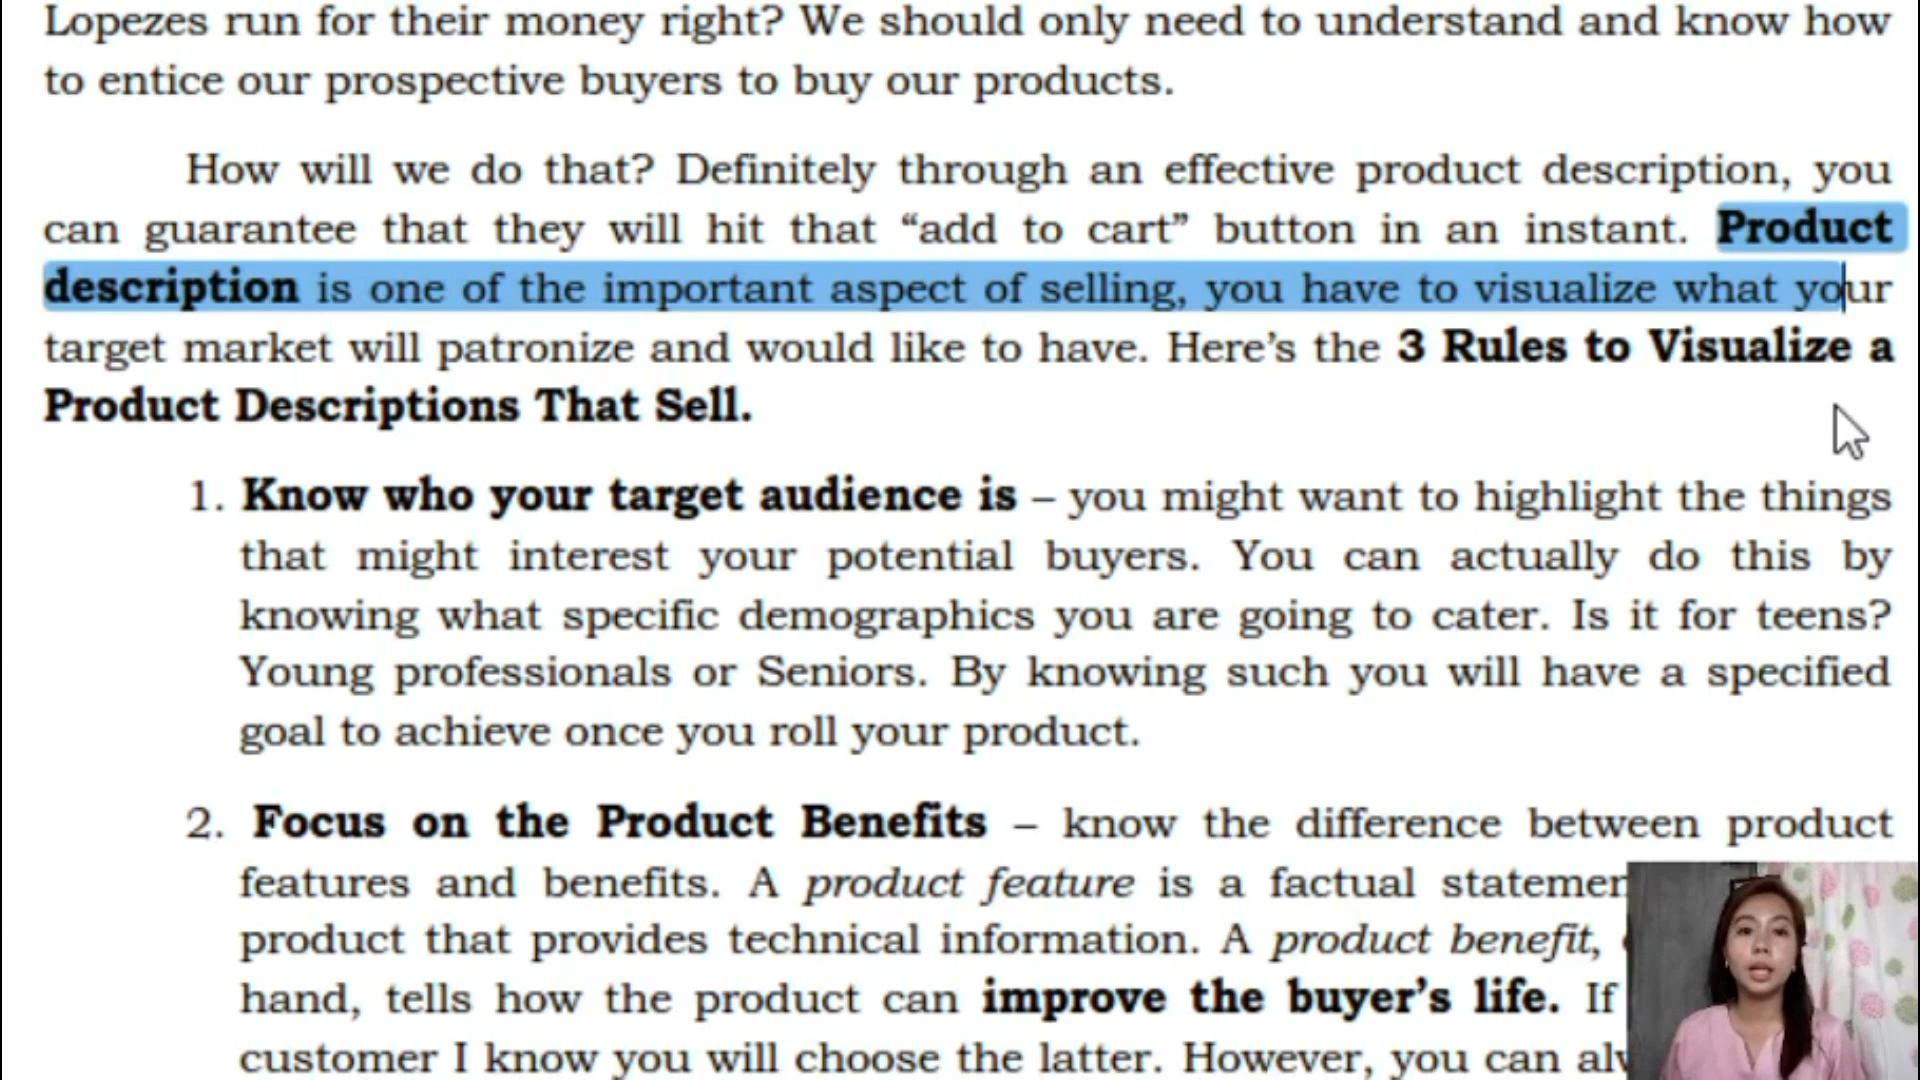 Lopezes run for their money right? We should only need to understand and know how
to entice our prospective buyers to buy our products.
How will we do that? Definitely through an effective product description, you
can guarantee that they will hit that “add to cart” button in an instant. Product
description is one of the important aspect of selling, you have to visualize what your
target market will patronize and would like to have. Here’s the 3 Rules to Visualize a
Product Descriptions That Sell.
1. Know who your target audience is – you might want to highlight the things
that might interest your potential buyers. You can actually do this by
knowing what specific demographics you are going to cater. Is it for teens?
Young professionals or Seniors. By knowing such you will have a specified
goal to achieve once you roll your product.
2. Focus on the Product Benefits – know the difference between product
features and benefits. A product feature is a factual
product that provides technical information. A product benefit,
hand, tells how the product can improve the buyer’s life. If
customer I know you will choose the latter. However, you can